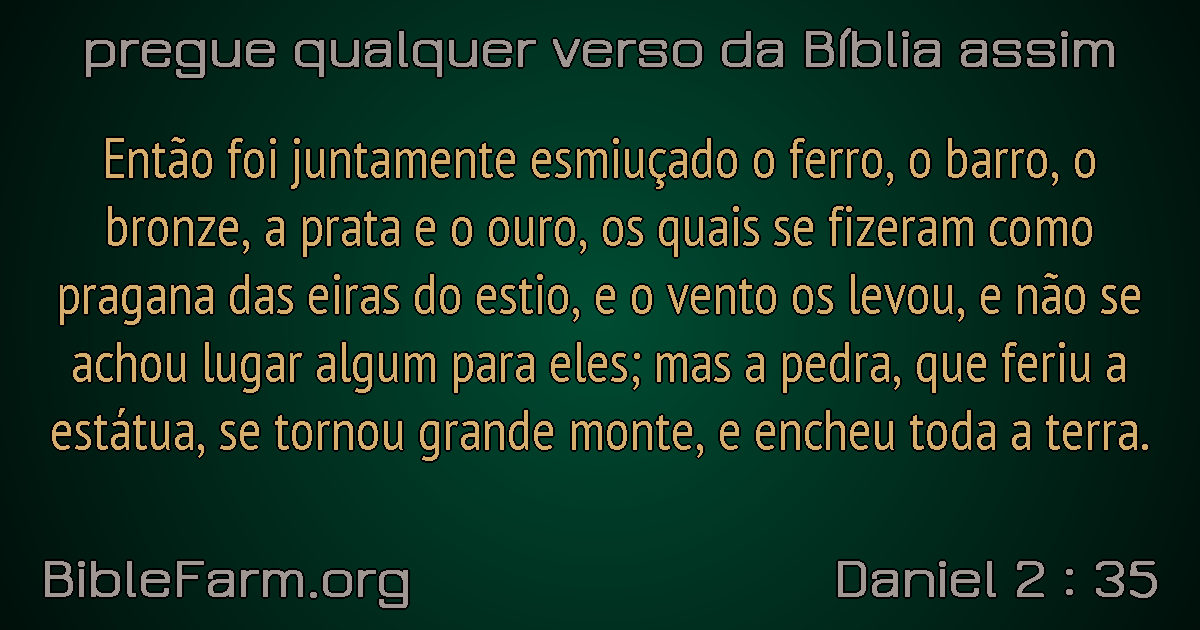 pregue qualquer verso da Bíblia assim
Então foi juntamente esmiuçado o ferro, o barro, o
bronze, a prata e o ouro, os quais se fizeram como
pragana das eiras do estio, e o vento os levou, e não se
achou lugar algum para eles; mas a pedra, que feriu a
estátua, se tornou grande monte, e encheu toda a terra.
BibleFarm.org
Daniel 2 : 35